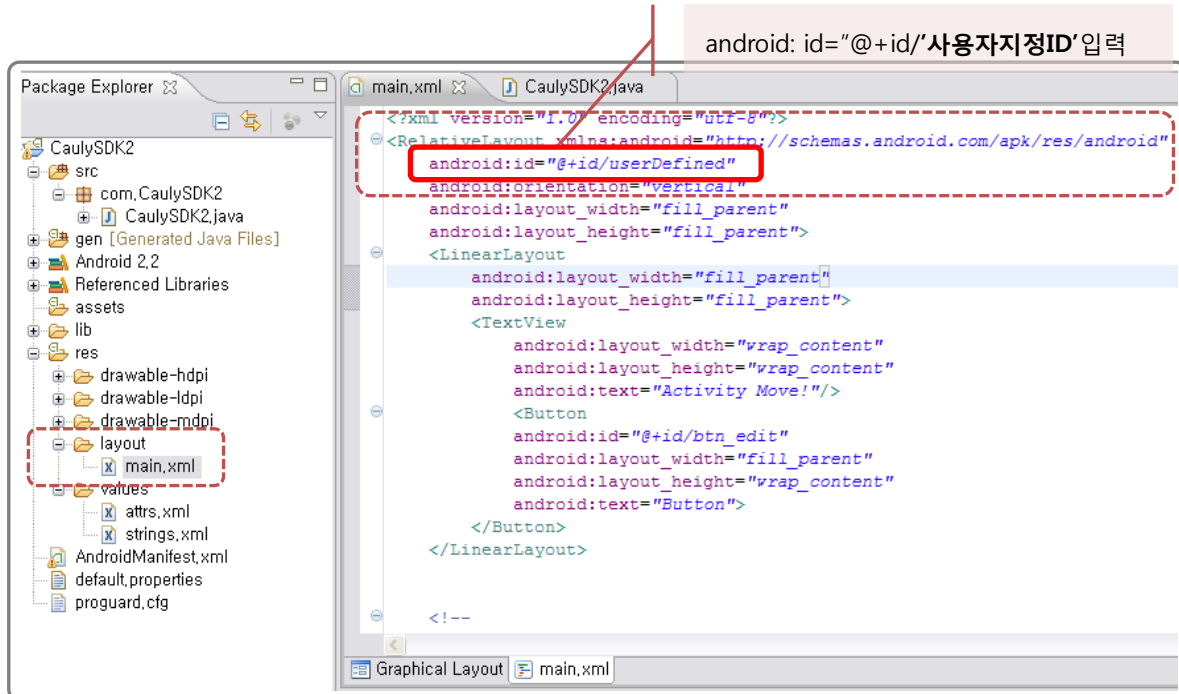 android: id="@+id/'사용자지정ID'입력
Package Explorer
CaulySDK2
src
com.CaulySDK2
CaulySDK2.java
gen [Generated Java Files]
Android 2.2
Referenced Libraries
assets
lib
res
drawable-hdpi
drawable-ldpi
drawable-mdpi
layout
main.xml
values
attrs.xml
strings.xml
AndroidManifest.xml
default.properties
proguard.cfg
main.xml
CaulySDK2.java
<?xml version="1.0" encoding="utf-8"?>
<RelativeLayout xmlns:android="http://schemas.android.com/apk/res/android"
android:id="@+id/userDefined"
android:orientation="vertical"
android:layout_width="fill_parent"
android:layout_height="fill_parent">
<LinearLayout
android:layout_width="fill_parent"
android:layout_height="fill_parent">
<TextView
android:layout_width="wrap_content"
android:layout_height="wrap_content"
android:text="Activity Move!"/>
<Button
android:id="@+id/btn_edit"
android:layout_width="fill_parent"
android:layout_height="wrap_content"
android:text="Button">
</Button>
</LinearLayout>
<!--
Graphical Layout
main.xml